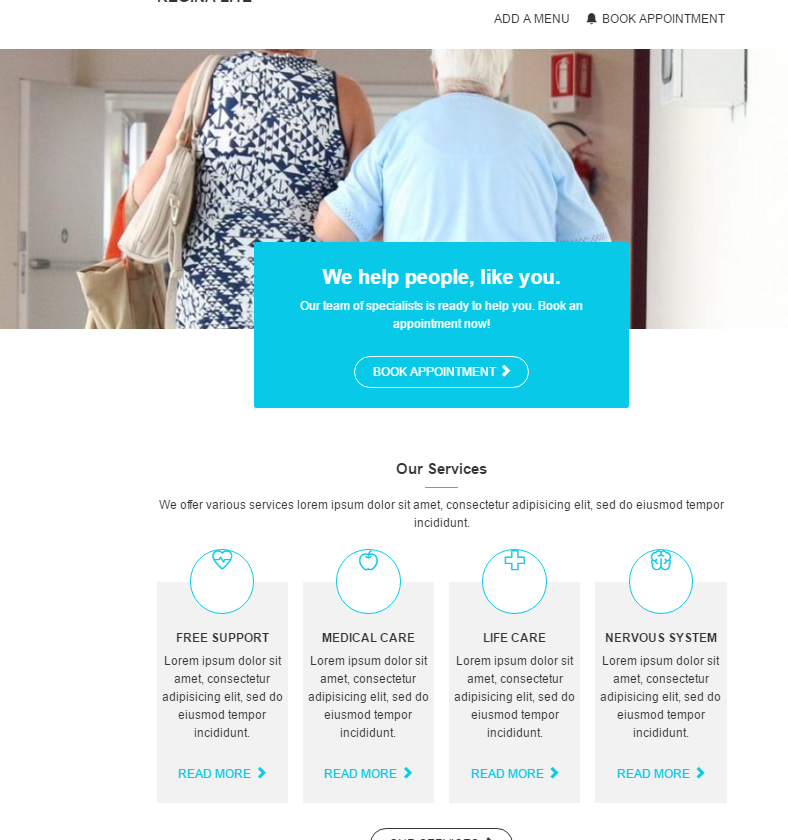 REGINA LITE
ADD A MENU BOOK APPOINTMENT
We help people, like you.
Our team of specialists is ready to help you. Book an
appointment now!
BOOK APPOINTMENT
Our Services
We offer various services lorem ipsum dolor sit amet, consectetur adipisicing elit, sed do eiusmod tempor
incididunt.
FREE SUPPORT
Lorem ipsum dolor sit
amet, consectetur
adipisicing elit, sed do
eiusmod tempor
incididunt.
READ MORE
MEDICAL CARE
Lorem ipsum dolor sit
amet, consectetur
adipisicing elit, sed do
eiusmod tempor
incididunt.
READ MORE
LIFE CARE
Lorem ipsum dolor sit
amet, consectetur
adipisicing elit, sed do
eiusmod tempor
incididunt.
READ MORE
NERVOUS SYSTEM
Lorem ipsum dolor sit
amet, consectetur
adipisicing elit, sed do
eiusmod tempor
incididunt.
READ MORE
OUR SERVICES